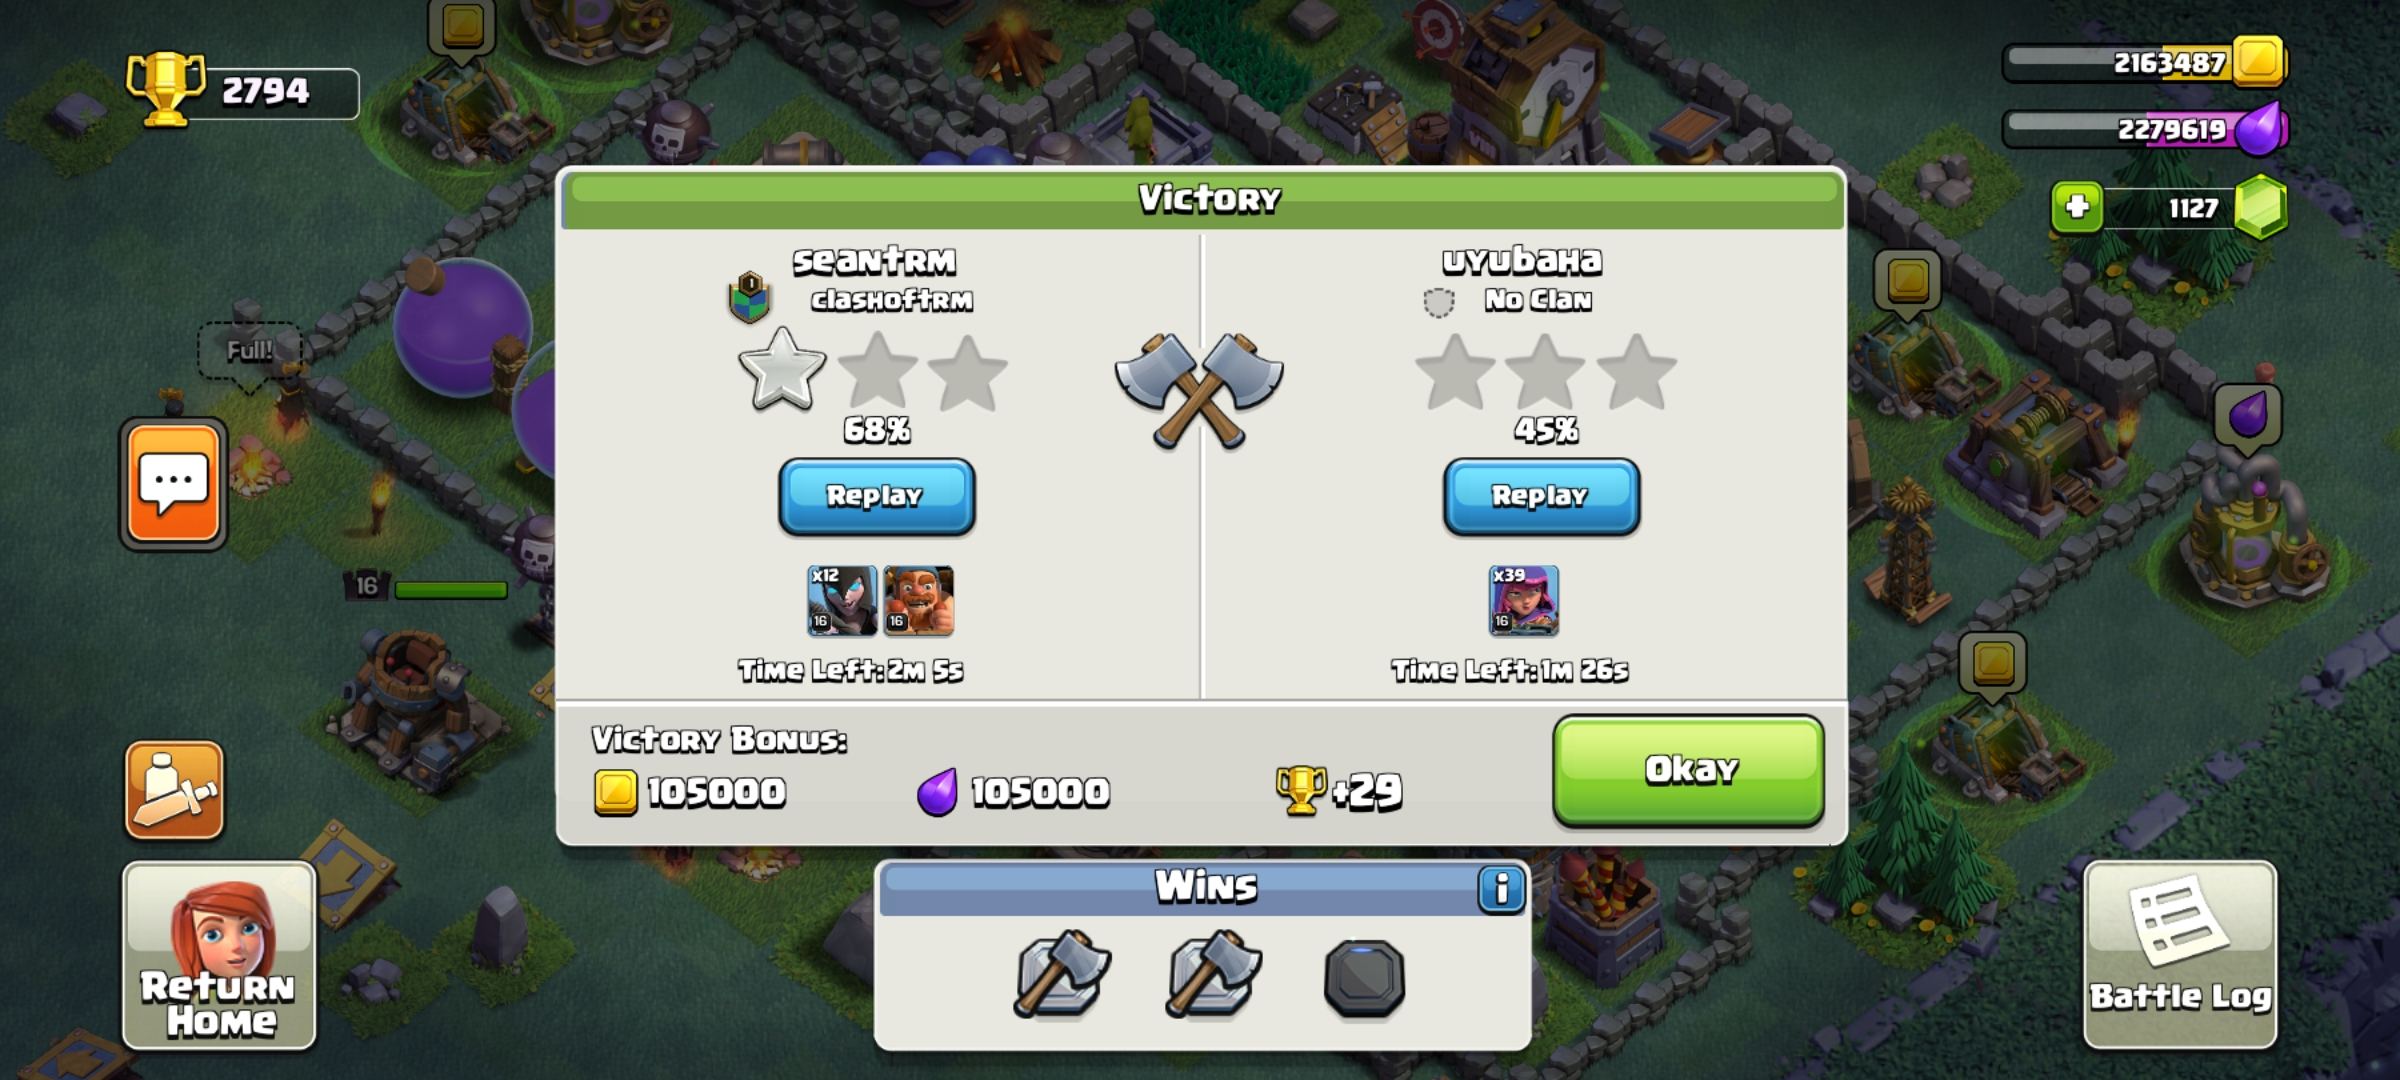 2794
2163487
2279619
1127
Full!
16
Victory
seantrm
clashoftrm
68%
Replay
x12
16
16
Time Left:2m 5s
uyubaha
No Clan
45%
Replay
x39
16
Time Left:1m 26s
Victory Bonus:
105000
105000
+29
Okay
Wins
i
Return
Home
Battle Log